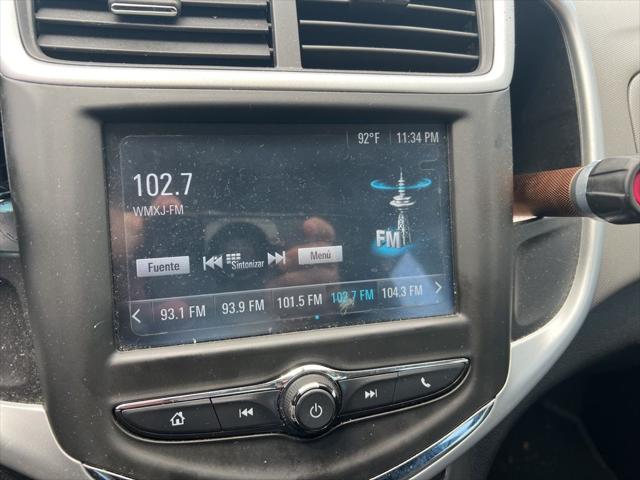 92°F 11:34 PM
102.7
WMXJ-FM
FM
Fuente Sintonizar Menú
93.1 FM 93.9 FM 101.5 FM 102.7 FM 104.3 FM